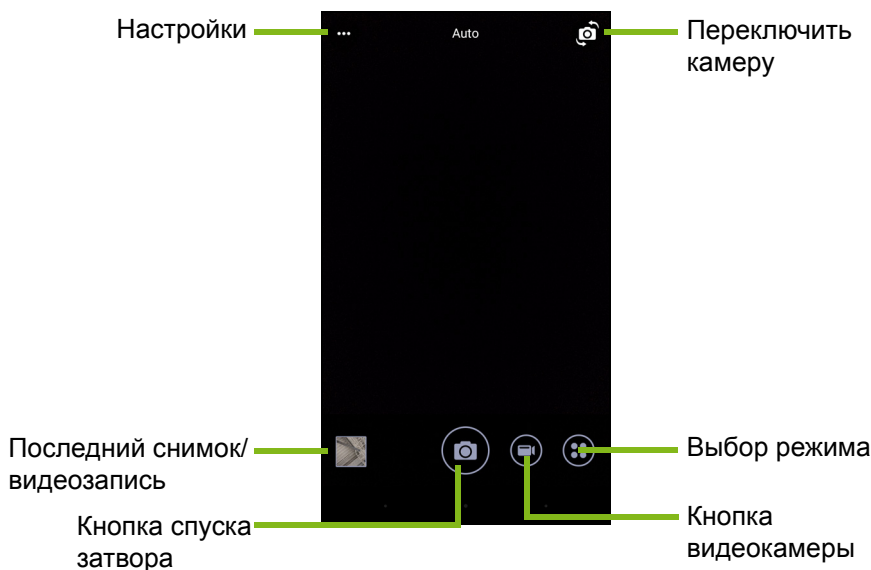 Настройки
Auto
Переключить
камеру
Последний снимок/
видеозапись
Выбор режима
Кнопка спуска
затвора
Кнопка
видеокамеры